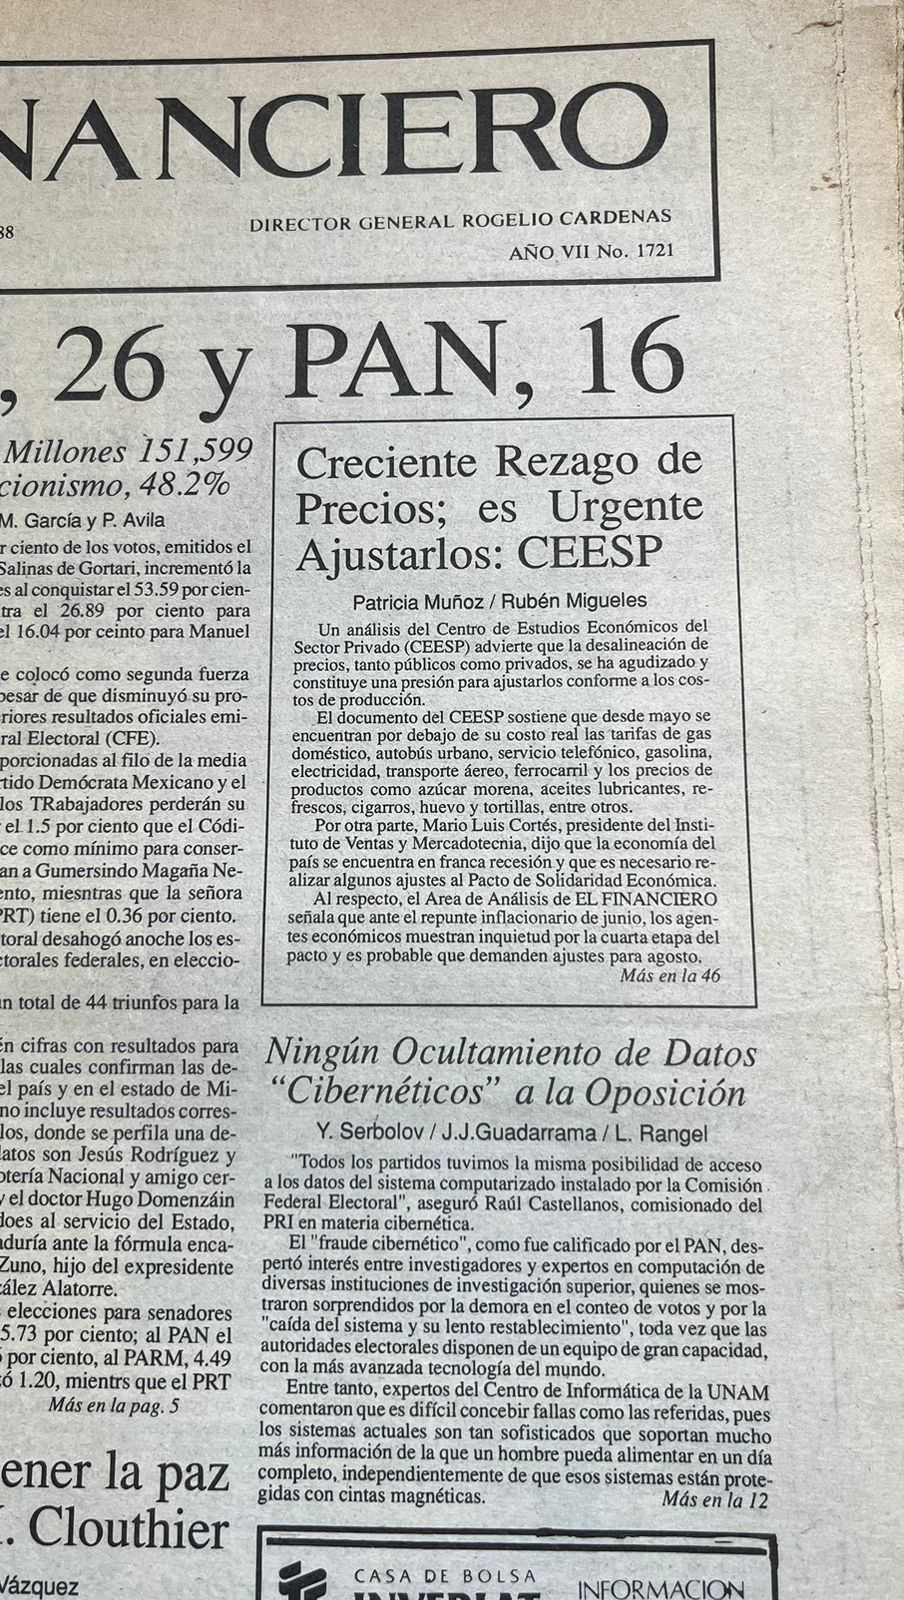 NANCIERO
DIRECTOR GENERAL ROGELIO CARDENAS
88
AÑO VII No. 1721
, 26 y PAN, 16
Millones 151,599
cionismo, 48.2%
M. García y P. Avila
r ciento de los votos, emitidos el
Salinas de Gortari, incrementó la
es al conquistar el 53.59 por cien-
tra el 26.89 por ciento para
el 16.04 por ceinto para Manuel
e colocó como segunda fuerza
pesar de que disminuyó su pro-
riores resultados oficiales emi-
ral Electoral (CFE).
porcionadas al filo de la media
rtido Demócrata Mexicano y el
los TRabajadores perderán su
el 1.5 por ciento que el Códi-
ce como mínimo para conser-
an a Gumersindo Magaña Ne-
ento, miesntras que la señora
PRT) tiene el 0.36 por ciento.
toral desahogó anoche los es-
ctorales federales, en eleccio-
un total de 44 triunfos para la
én cifras con resultados para
las cuales confirman las de-
el país y en el estado de Mi-
no incluye resultados corres-
los, donde se perfila una de-
latos son Jesús Rodríguez y
otería Nacional y amigo cer-
y el doctor Hugo Domenzáin
does al servicio del Estado,
aduría ante la fórmula enca-
Zuno, hijo del expresidente
zález Alatorre.
s elecciones para senadores
5.73 por ciento; al PAN el
5 por ciento, al PARM, 4.49
ó 1.20, mientrs que el PRT
Más en la pag. 5
ener la paz
. Clouthier
Vázquez
Creciente Rezago de
Precios; es Urgente
Ajustarlos: CEESP
Patricia Muñoz / Rubén Migueles
Un análisis del Centro de Estudios Económicos del
Sector Privado (CEESP) advierte que la desalineación de
precios, tanto públicos como privados, se ha agudizado y
constituye una presión para ajustarlos conforme a los cos-
tos de producción.
El documento del CEESP sostiene que desde mayo se
encuentran por debajo de su costo real las tarifas de gas
doméstico, autobús urbano, servicio telefónico, gasolina,
electricidad, transporte áereo, ferrocarril y los precios de
productos como azúcar morena, aceites lubricantes, re-
frescos, cigarros, huevo y tortillas, entre otros.
Por otra parte, Mario Luis Cortés, presidente del Insti-
tuto de Ventas y Mercadotecnia, dijo que la economía del
país se encuentra en franca recesión y que es necesario re-
alizar algunos ajustes al Pacto de Solidaridad Económica.
Al respecto, el Area de Análisis de EL FINANCIERO
señala que ante el repunte inflacionario de junio, los agen-
tes económicos muestran inquietud por la cuarta etapa del
pacto y es probable que demanden ajustes para agosto.
Más en la 46
Ningún Ocultamiento de Datos
“Cibernéticos” a la Oposición
Y. Serbolov / J.J.Guadarrama / L. Rangel
"Todos los partidos tuvimos la misma posibilidad de acceso
a los datos del sistema computarizado instalado por la Comisión
Federal Electoral", aseguró Raúl Castellanos, comisionado del
PRI en materia cibernética.
El "fraude cibernético", como fue calificado por el PAN, des-
pertó interés entre investigadores y expertos en computación de
diversas instituciones de investigación superior, quienes se mos-
traron sorprendidos por la demora en el conteo de votos y por la
"caída del sistema y su lento restablecimiento", toda vez que las
autoridades electorales disponen de un equipo de gran capacidad,
con la más avanzada tecnología del mundo.
Entre tanto, expertos del Centro de Informática de la UNAM
comentaron que es difícil concebir fallas como las referidas, pues
los sistemas actuales son tan sofisticados que soportan mucho
más información de la que un hombre pueda alimentar en un día
completo, independientemente de que esos sistemas están prote-
gidas con cintas magnéticas.
Más en la 12
CASA DE BOLSA
INVERLAT
INFORMACION